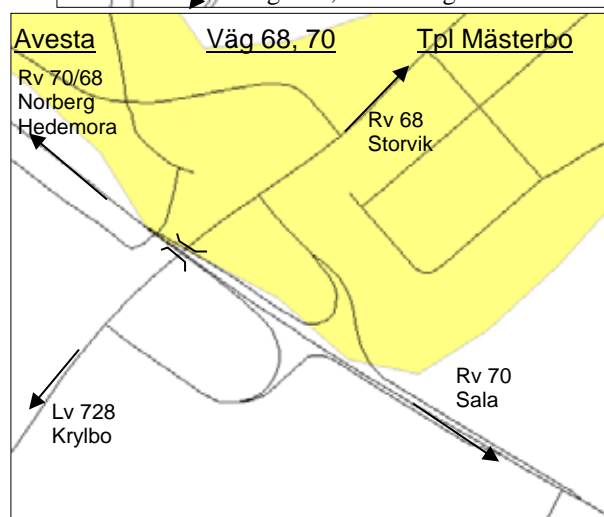 Avesta Väg 68, 70 Tpl Mästerbo
Rv 70/68
Norberg
Hedemora
Rv 68
Storvik
Rv 70
Sala
Lv 728
Krylbo